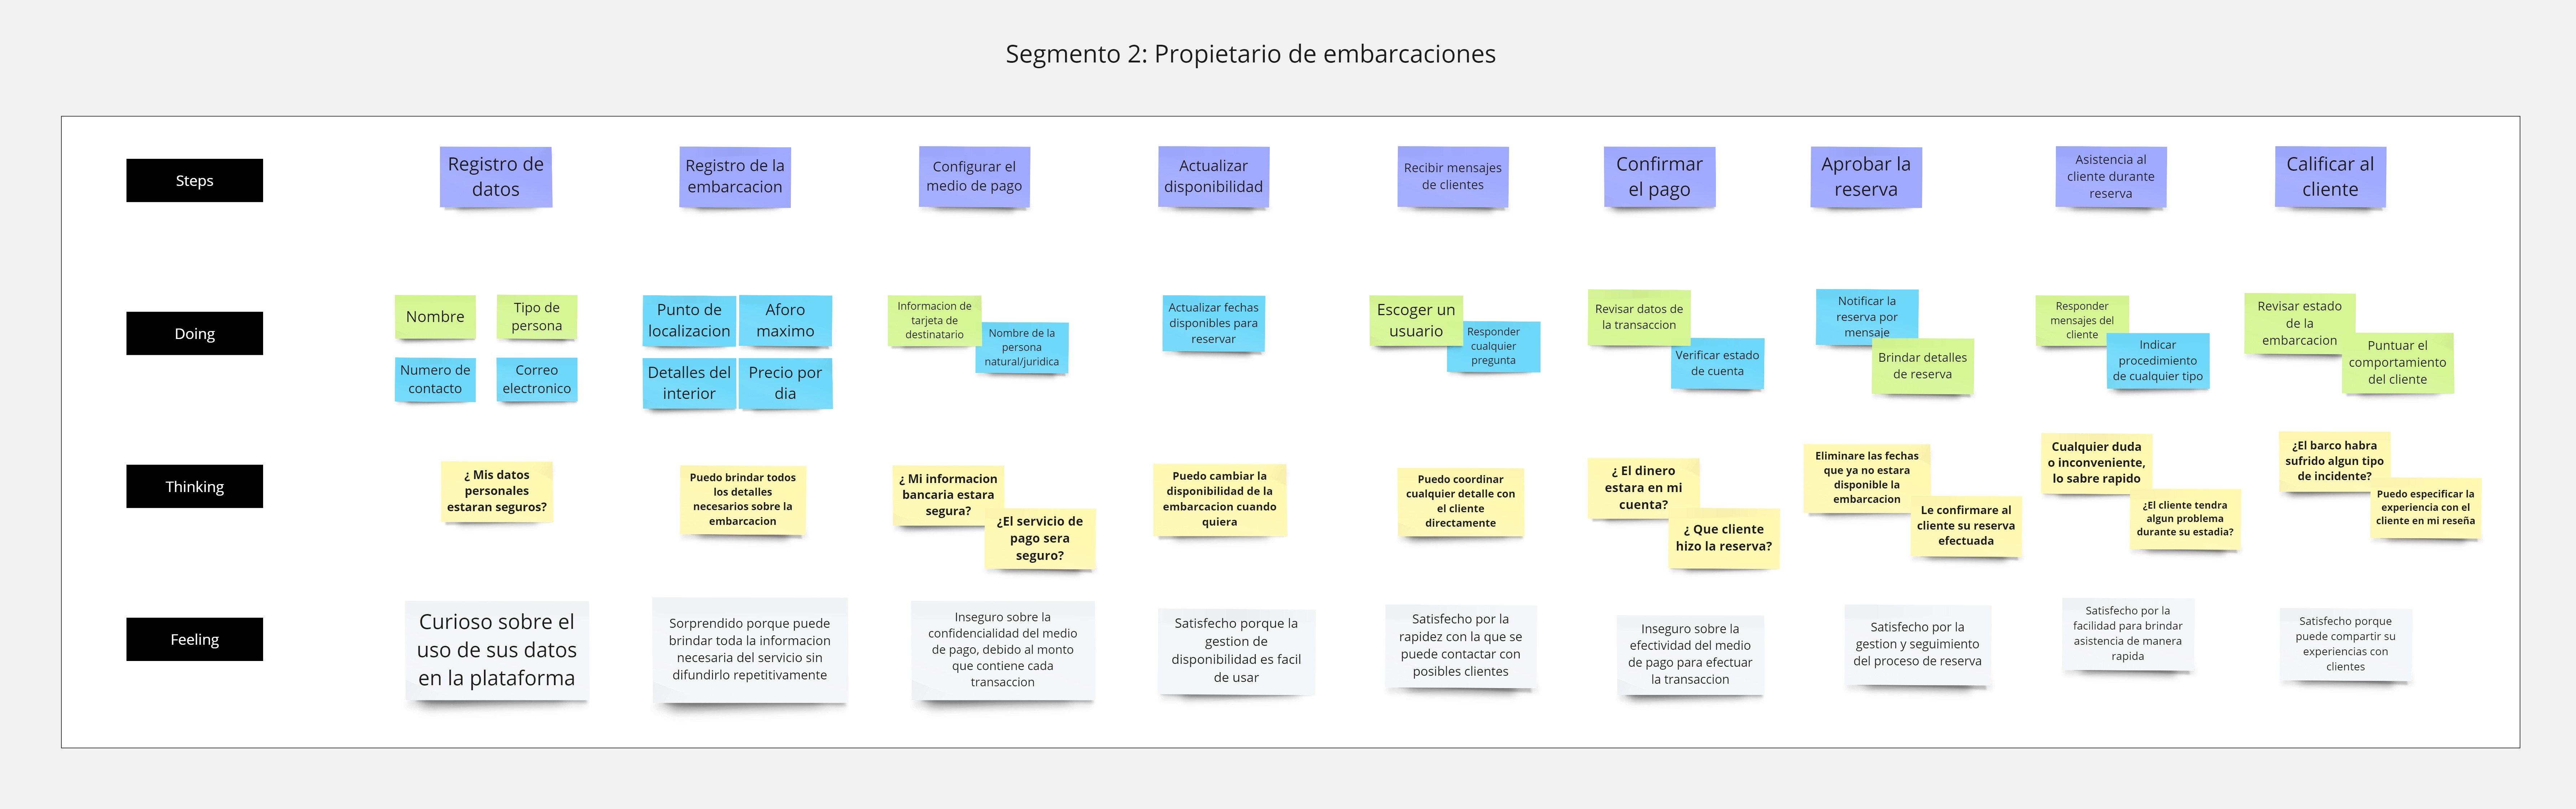 Segmento 2: Propietario de embarcaciones
Steps
Registro de
datos
Registro de la
embarcacion
Configurar el
medio de pago
Actualizar
disponibilidad
Recibir mensajes
de clientes
Confirmar
el pago
Aprobar la
reserva
Asistencia al
cliente durante
reserva
Calificar al
cliente
Doing
Nombre
Tipo de
persona
Numero de
contacto
Correo
electronico
Punto de
localizacion
Aforo
maximo
Detalles del
interior
Precio por
dia
Informacion de
tarjeta de
destinatario
Nombre de la
persona
natural/juridica
Actualizar fechas
disponibles para
reservar
Escoger un
usuario
Responder
cualquier
pregunta
Revisar datos de
la transaccion
Verificar estado
de cuenta
Notificar la
reserva por
mensaje
Brindar detalles
de reserva
Responder
mensajes del
cliente
Indicar
procedimiento
de cualquier tipo
Revisar estado
de la
embarcacion
Puntuar el
comportamiento
del cliente
Thinking
¿ Mis datos
personales
estaran seguros?
Puedo brindar todos
los detalles
necesarios sobre la
embarcacion
¿ Mi informacion
bancaria estara
segura?
¿El servicio de
pago sera
seguro?
Puedo cambiar la
disponibilidad de la
embarcacion cuando
quiera
Puedo coordinar
cualquier detalle con
el cliente
directamente
¿ El dinero
estara en mi
cuenta?
¿ Que cliente
hizo la reserva?
Eliminare las fechas
que ya no estara
disponible la
embarcacion
Le confirmare al
cliente su reserva
efectuada
Cualquier duda
o inconveniente,
lo sabre rapido
¿El cliente tendra
algun problema
durante su estadia?
¿El barco habra
sufrido algun tipo
de incidente?
Puedo especificar la
experiencia con el
cliente en mi reseña
Feeling
Curioso sobre el
uso de sus datos
en la plataforma
Sorprendido porque puede
brindar toda la informacion
necesaria del servicio sin
difundirlo repetitivamente
Inseguro sobre la
confidencialidad del medio
de pago, debido al monto
que contiene cada
transaccion
Satisfecho porque la
gestion de
disponibilidad es facil
de usar
Satisfecho por la
rapidez con la que se
puede contactar con
posibles clientes
Inseguro sobre la
efectividad del medio
de pago para efectuar
la transaccion
Satisfecho por la
gestion y seguimiento
del proceso de reserva
Satisfecho por la
facilidad para brindar
asistencia de manera
rapida
Satisfecho porque
puede compartir su
experiencias con
clientes